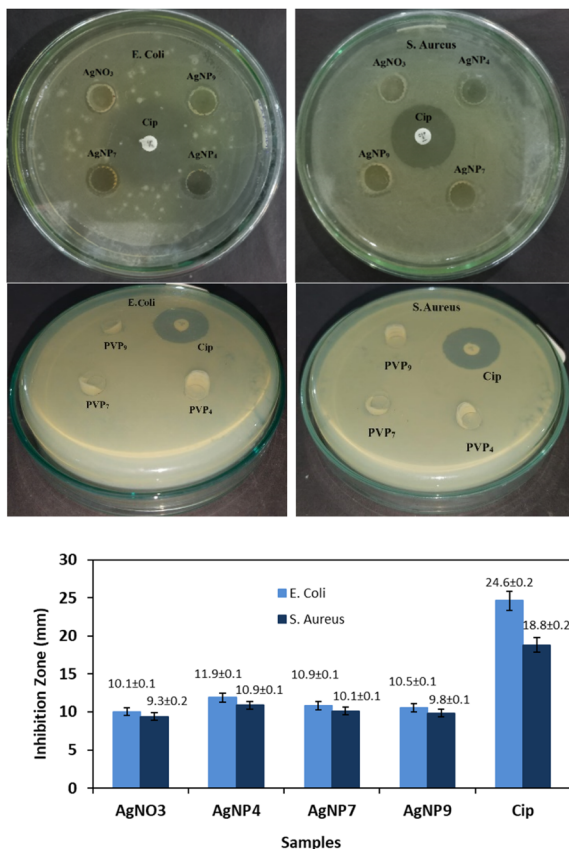 E. Coli
AgNO₃
AgNP₉
Cip
AgNP₇
AgNP₄
S. Aureus
AgNO₃
AgNP₄
Cip
AgNP₉
AgNP₇
E.Coli
PVP₉
Cip
PVP₇
PVP₄
S.Aureus
PVP₉
Cip
PVP₇
PVP₄
30
25
20
15
10
5
0
Inhibition Zone (mm)
E. Coli
S. Aureus
10.1±0.1
9.3±0.2
11.9±0.1
10.9±0.1
10.9±0.1
10.1±0.1
10.5±0.1
9.8±0.1
24.6±0.2
18.8±0.2
AgNO3 AgNP4 AgNP7 AgNP9 Cip
Samples